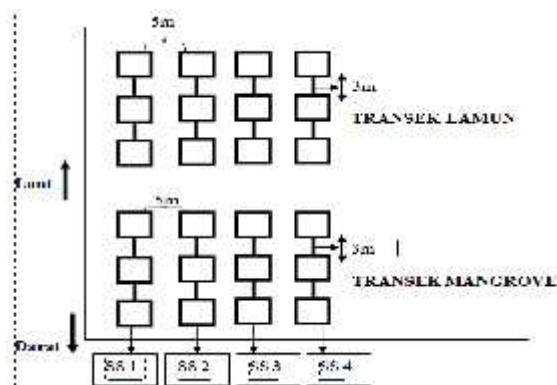 5m
3m
TRANSEK LAMUN
Laut
5m
3m
TRANSEK MANGROVE
Darat
SS 1
SS 2
SS 3
SS 4